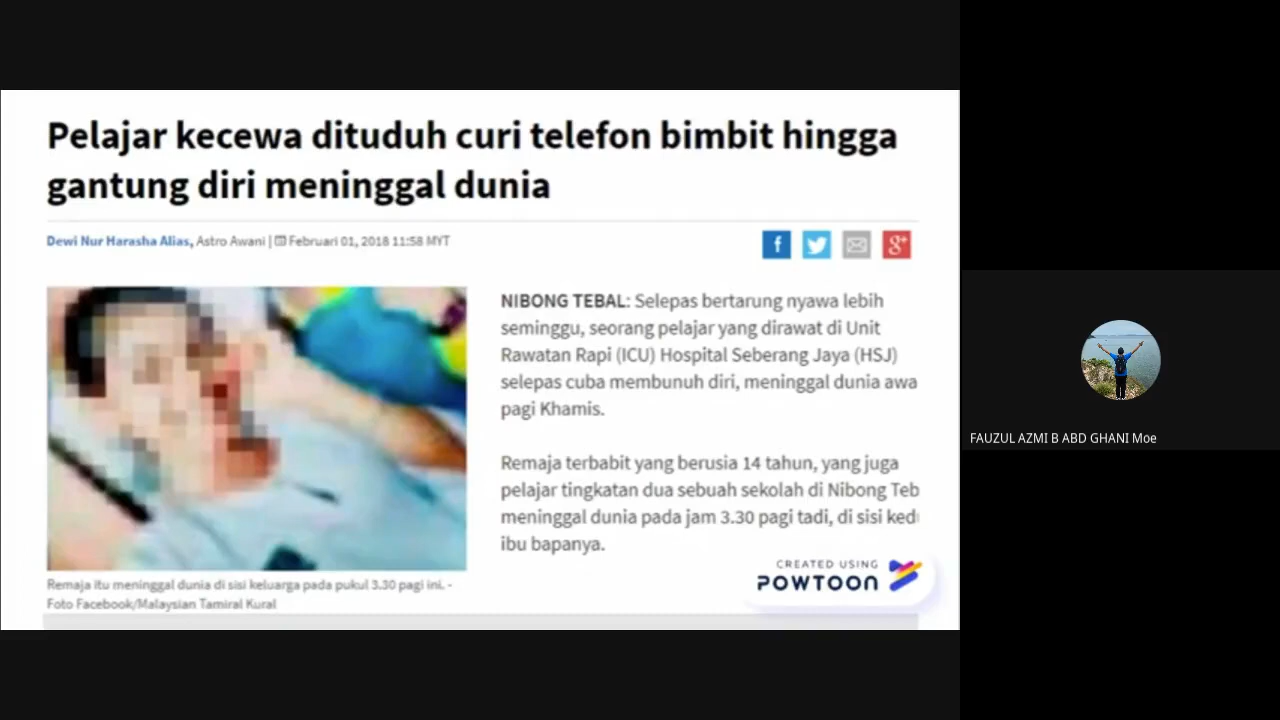 Pelajar kecewa dituduh curi telefon bimbit hingga
gantung diri meninggal dunia
Dewi Nur Harasha Alias, Astro Awani | Februari 01, 2018 11:58 MYT
f
g+
NIBONG TEBAL: Selepas bertarung nyawa lebih
seminggu, seorang pelajar yang dirawat di Unit
Rawatan Rapi (ICU) Hospital Seberang Jaya (HSJ)
selepas cuba membunuh diri, meninggal dunia awa
pagi Khamis.
Remaja terbabit yang berusia 14 tahun, yang juga
pelajar tingkatan dua sebuah sekolah di Nibong Teb
meninggal dunia pada jam 3.30 pagi tadi, di sisi ked
ibu bapanya.
Remaja itu meninggal dunia di sisi keluarga pada pukul 3.30 pagi ini. -
Foto Facebook/Malaysian Tamiral Kural
CREATED USING
POWTOON
FAUZUL AZMI B ABD GHANI Moe